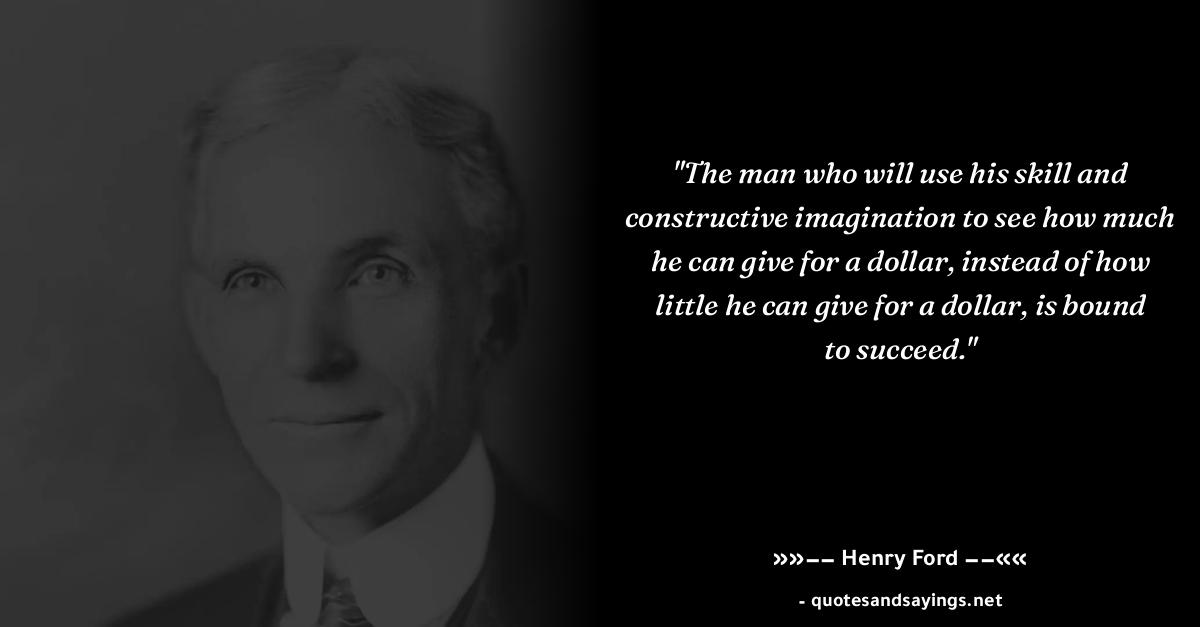 "The man who will use his skill and
constructive imagination to see how much
he can give for a dollar, instead of how
little he can give for a dollar, is bound
to succeed."
»»−− Henry Ford −−««
- quotesandsayings.net